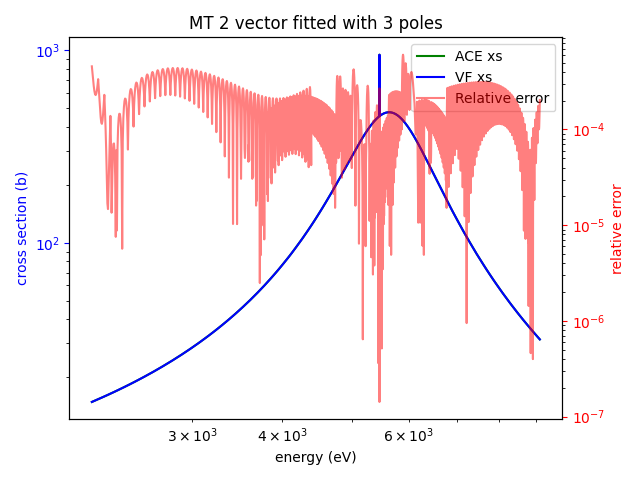 MT 2 vector fitted with 3 poles
ACE xs
VF xs
Relative error
10³
10²
cross section (b)
10⁻⁴
10⁻⁵
10⁻⁶
10⁻⁷
relative error
3 × 10³
4 × 10³
6 × 10³
energy (eV)